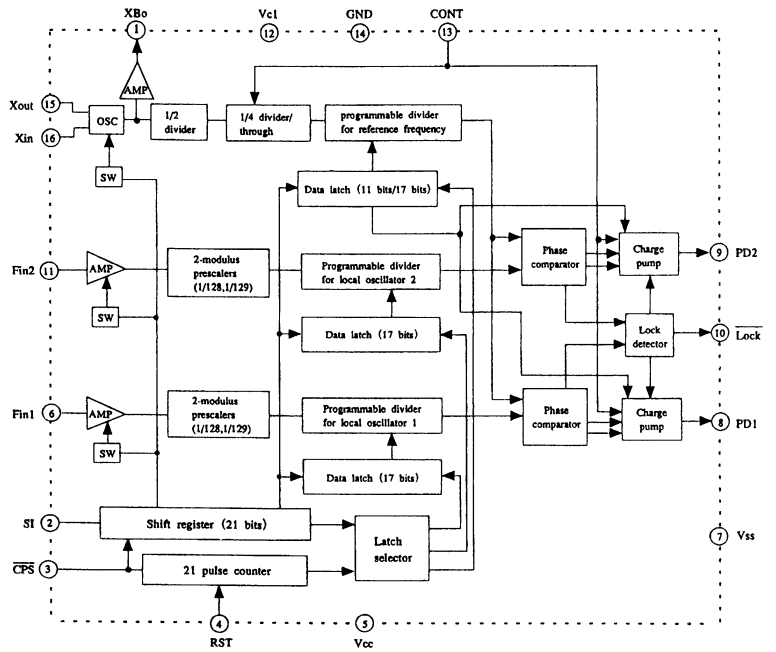 XBo
1
Vc1
12
GND
14
CONT
13
AMP
Xout
15
Xin
16
OSC
1/2
divider
1/4 divider/
through
programmable divider
for reference frequency
SW
Data latch (11 bits/17 bits)
Fin2
11
AMP
2-modulus
prescalers
(1/128,1/129)
Programmable divider
for local oscillator 2
Phase
comparator
Charge
pump
9
PD2
SW
Data latch (17 bits)
Lock
detector
10
Lock
Fin1
6
AMP
2-modulus
prescalers
(1/128,1/129)
Programmable divider
for local oscillator 1
Phase
comparator
Charge
pump
8
PD1
SW
Data latch (17 bits)
SI
2
Shift register (21 bits)
Latch
selector
7
Vss
CPS
3
21 pulse counter
4
RST
5
Vcc